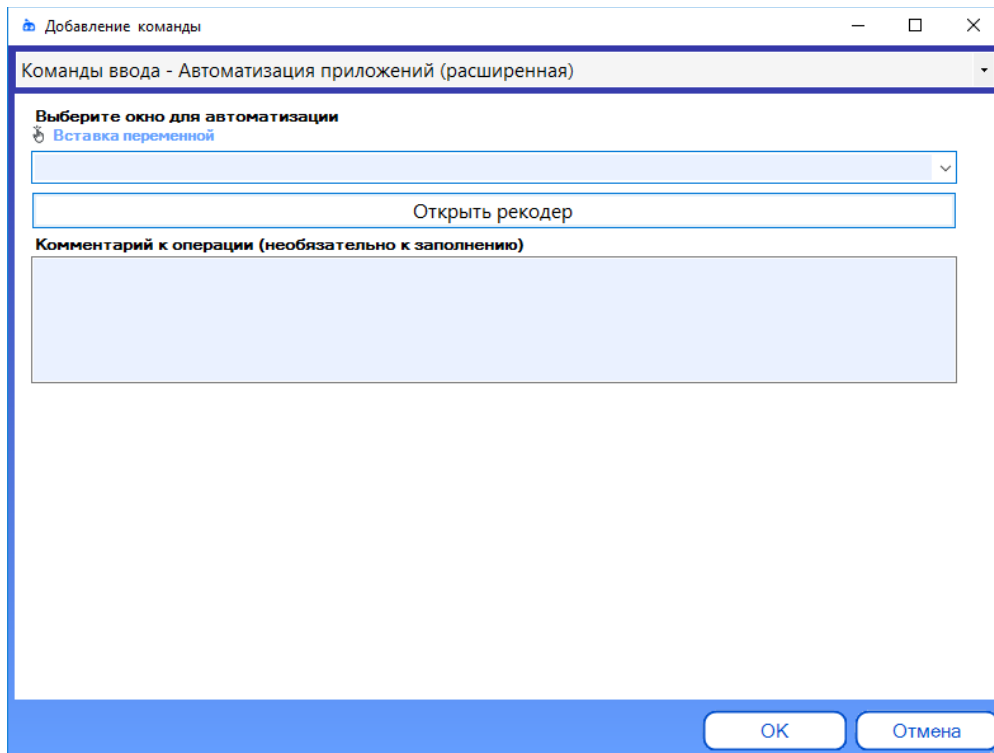 Добавление команды
Команды ввода - Автоматизация приложений (расширенная)
Выберите окно для автоматизации
Вставка переменной
Открыть рекодер
Комментарий к операции (необязательно к заполнению)
OK
Отмена